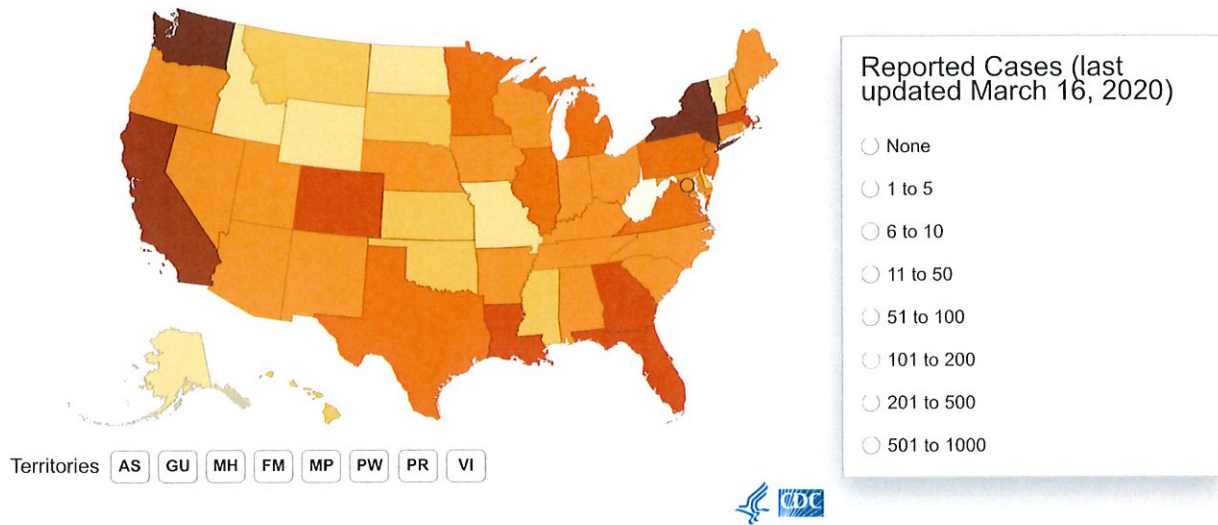 Reported Cases (last
updated March 16, 2020)
None
1 to 5
6 to 10
11 to 50
51 to 100
101 to 200
201 to 500
501 to 1000
Territories AS GU MH FM MP PW PR VI
CDC